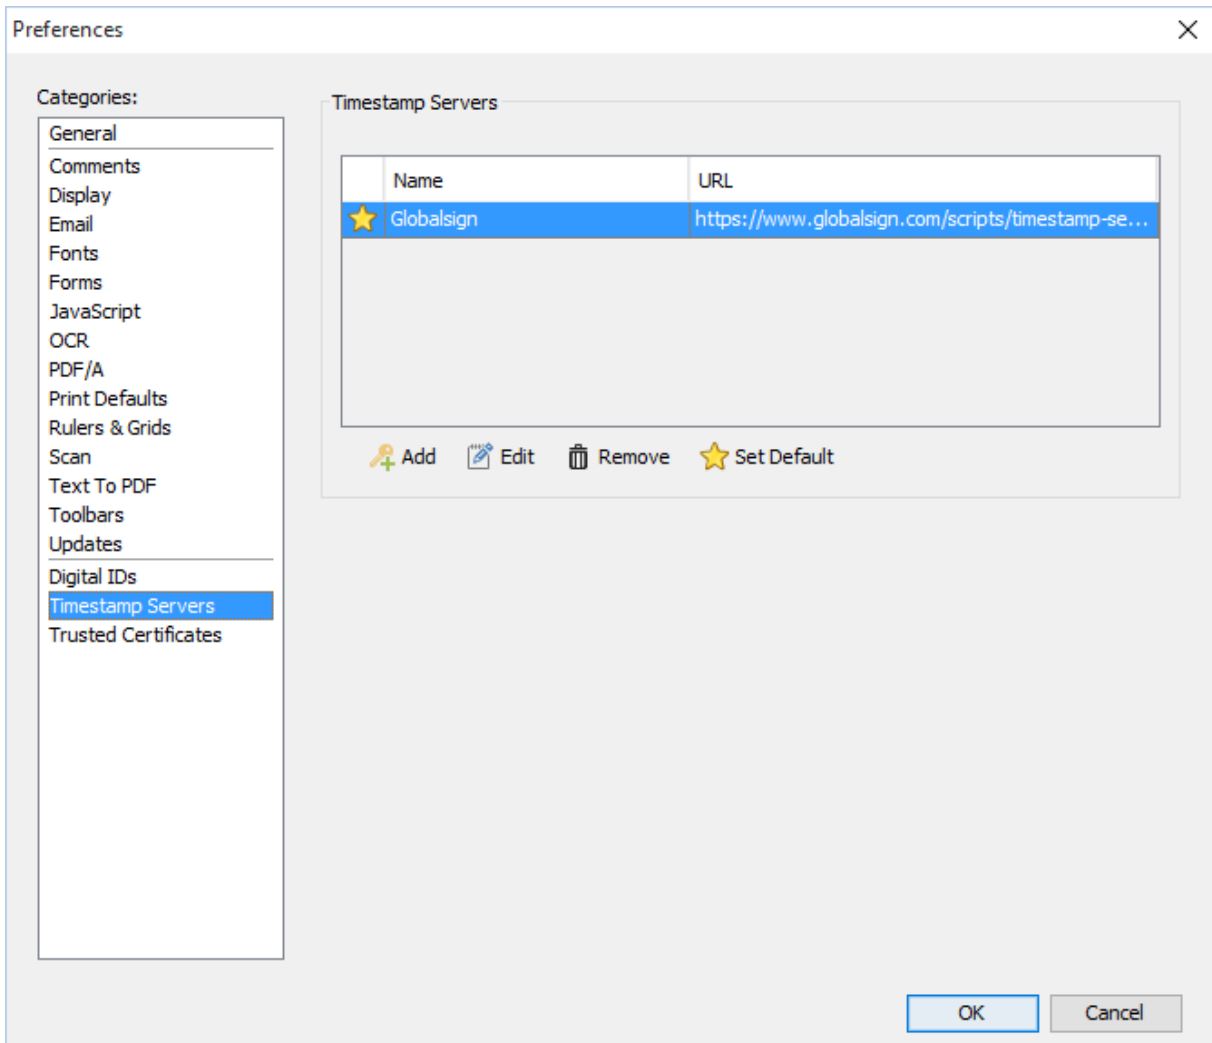 Preferences
Categories:
General
Comments
Display
Email
Fonts
Forms
JavaScript
OCR
PDF/A
Print Defaults
Rulers & Grids
Scan
Text To PDF
Toolbars
Updates
Digital IDs
Timestamp Servers
Trusted Certificates
Timestamp Servers
Name URL
Globalsign https://www.globalsign.com/scripts/timestamp-se...
Add Edit Remove Set Default
OK Cancel